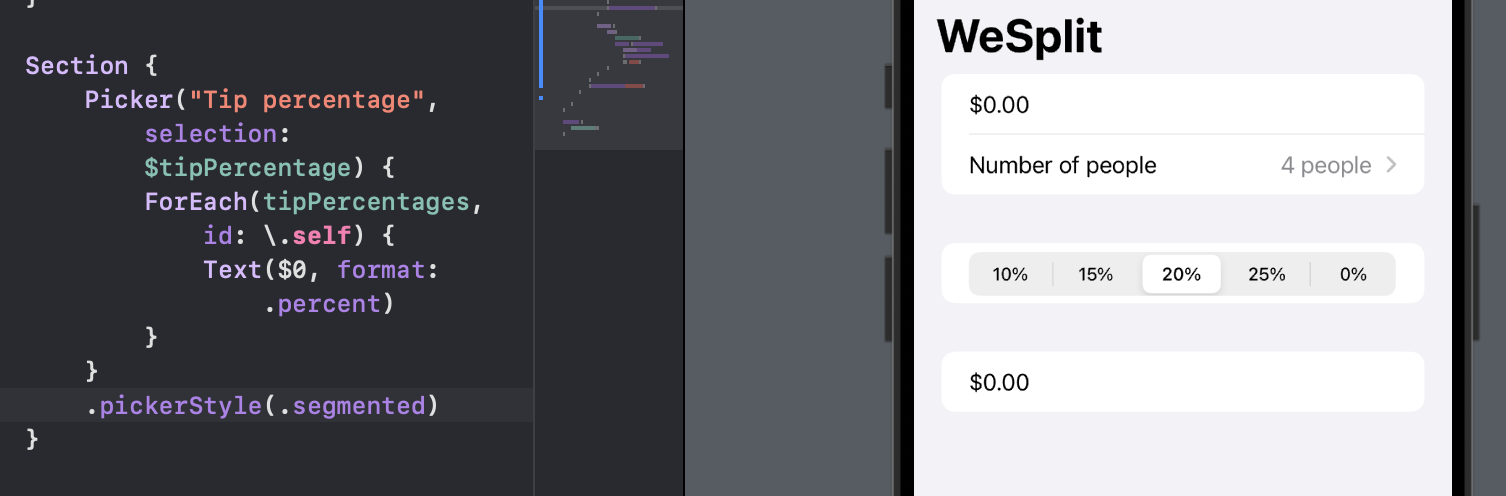 }
Section {
Picker("Tip percentage",
selection:
$tipPercentage) {
ForEach(tipPercentages,
id: \.self) {
Text($0, format:
.percent)
}
}
.pickerStyle(.segmented)
}
WeSplit
$0.00
Number of people 4 people
10% 15% 20% 25% 0%
$0.00